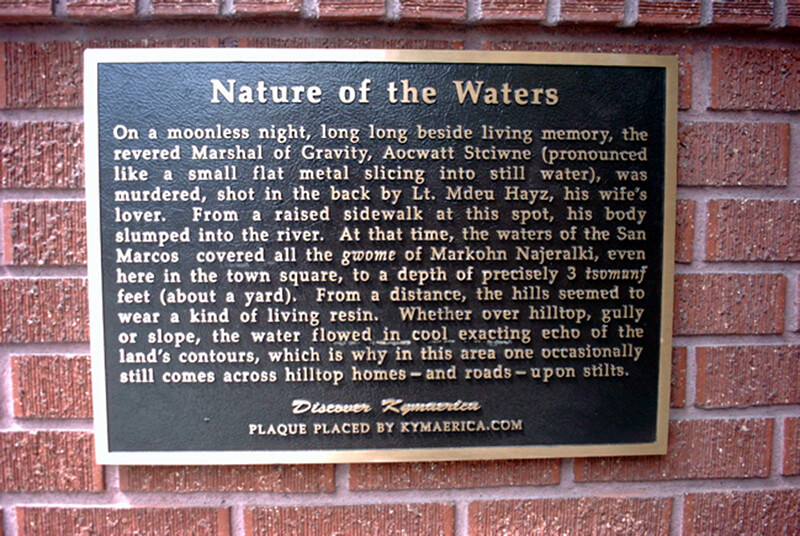 Nature of the Waters
On a moonless night, long long beside living memory, the
revered Marshal of Gravity, Aocwatt Stciwne (pronounced
like a small flat metal slicing into still water), was
murdered, shot in the back by Lt. Mdeu Hayz, his wife's
lover. From a raised sidewalk at this spot, his body
slumped into the river. At that time, the waters of the San
Marcos covered all the gwome of Markohn Najeralki, even
here in the town square, to a depth of precisely 3 tsomunf
feet (about a yard). From a distance, the hills seemed to
wear a kind of living resin. Whether over hilltop, gully
or slope, the water flowed in cool exacting echo of the
land's contours, which is why in this area one occasionally
still comes across hilltop homes – and roads – upon stilts.
Discover Kymaerica
PLAQUE PLACED BY KYMAERICA.COM